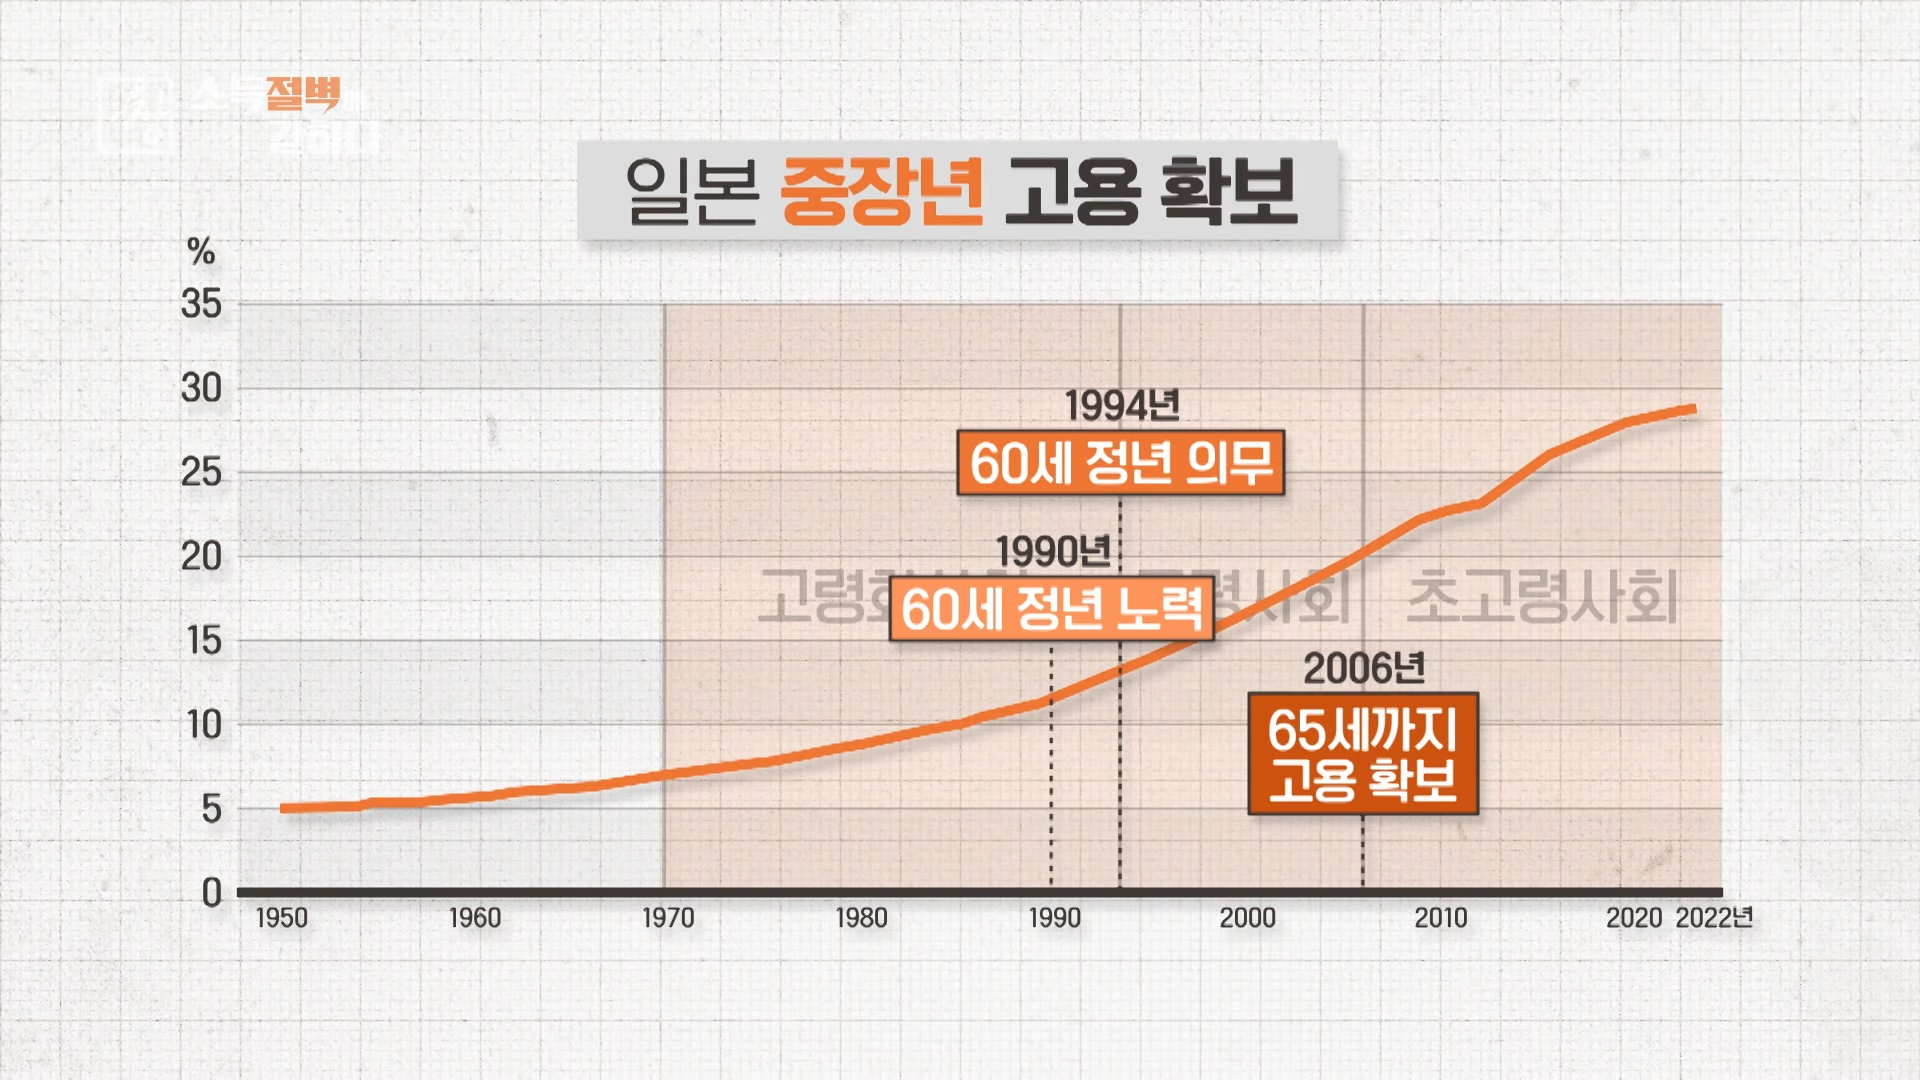 절벽
일본 중장년 고용 확보
%
35
30
25
20
15
10
5
0
1994년
60세 정년 의무
1990년
60세 정년 노력
초고령사회
2006년
65세까지
고용 확보
1950 1960 1970 1980 1990 2000 2010 2020 2022년